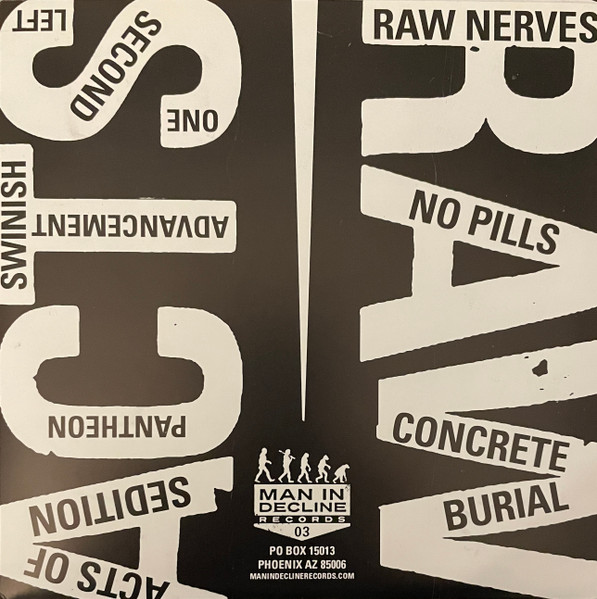 RAW NERVES
RAW
NO PILLS
CONCRETE
BURIAL
ACTS OF
SEDITION
ACTS
PANTHEON
SWINISH
ADVANCEMENT
ONE
SECOND
LEFT
MAN IN
DECLINE
RECORDS
03
PO BOX 15013
PHOENIX AZ 85006
MANINDECLINERECORDS.COM